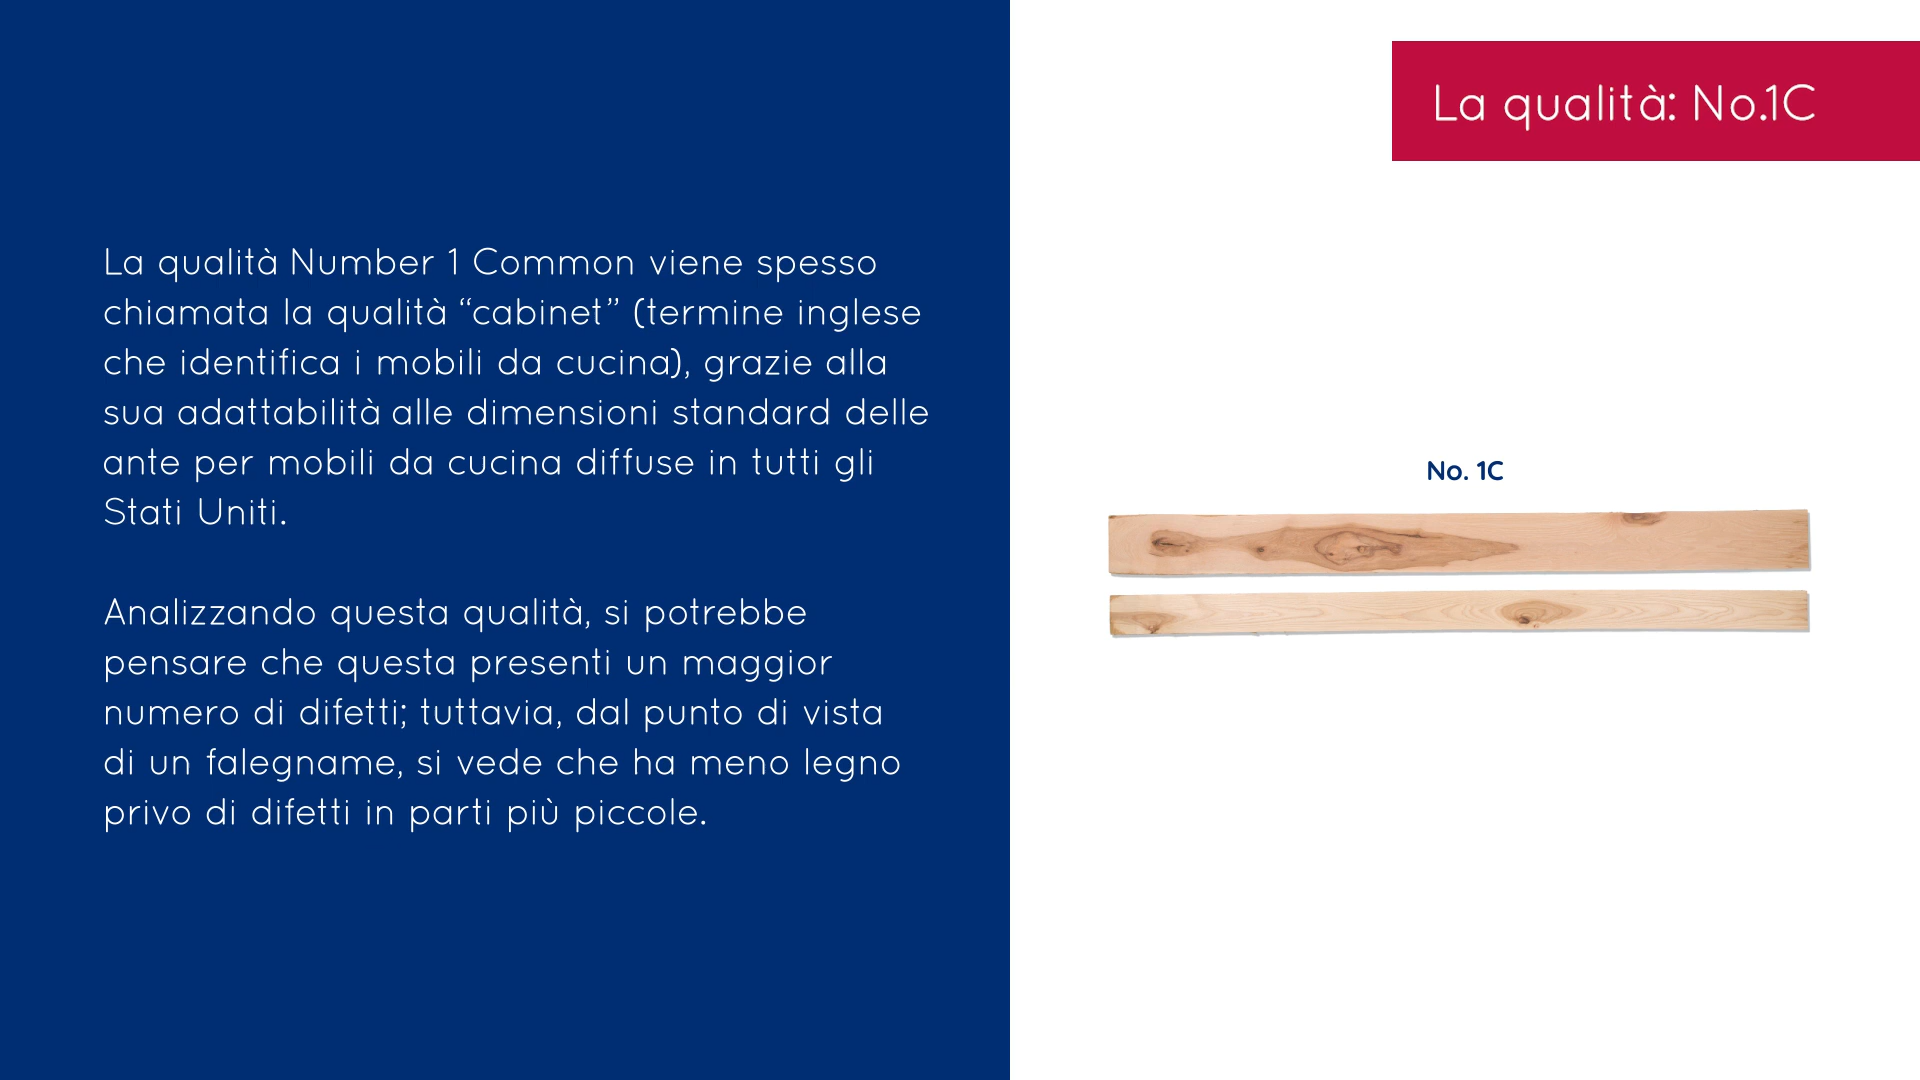 La qualità: No.1C
La qualità Number 1 Common viene spesso
chiamata la qualità “cabinet” (termine inglese
che identifica i mobili da cucina), grazie alla
sua adattabilità alle dimensioni standard delle
ante per mobili da cucina diffuse in tutti gli
Stati Uniti.
Analizzando questa qualità, si potrebbe
pensare che questa presenti un maggior
numero di difetti; tuttavia, dal punto di vista
di un falegname, si vede che ha meno legno
privo di difetti in parti più piccole.
No. 1C